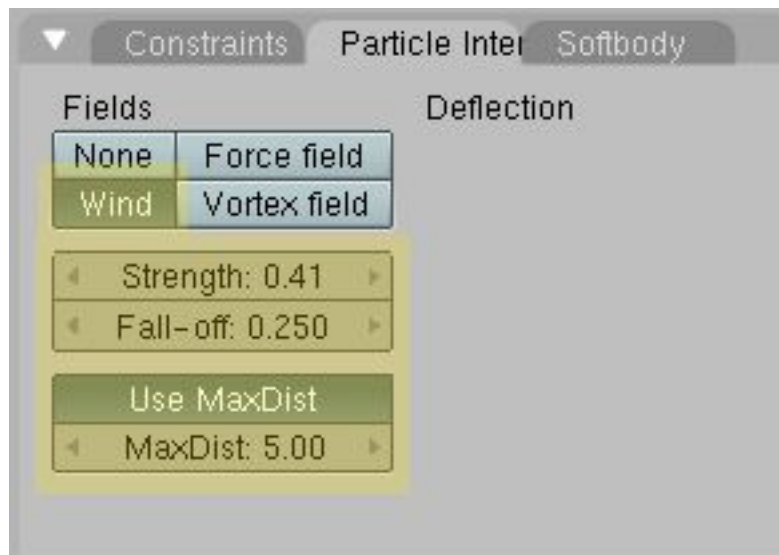 Constraints Particle Inter Softbody
Fields Deflection
None Force field
Wind Vortex field
Strength: 0.41
Fall-off: 0.250
Use MaxDist
MaxDist: 5.00